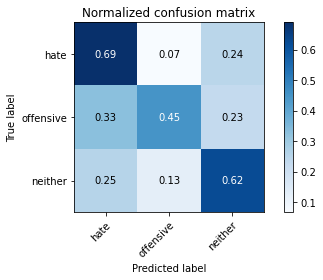 Normalized confusion matrix
True label
hate
0.69 0.07 0.24
offensive
0.33 0.45 0.23
neither
0.25 0.13 0.62
hate offensive neither
Predicted label
0.6
0.5
0.4
0.3
0.2
0.1